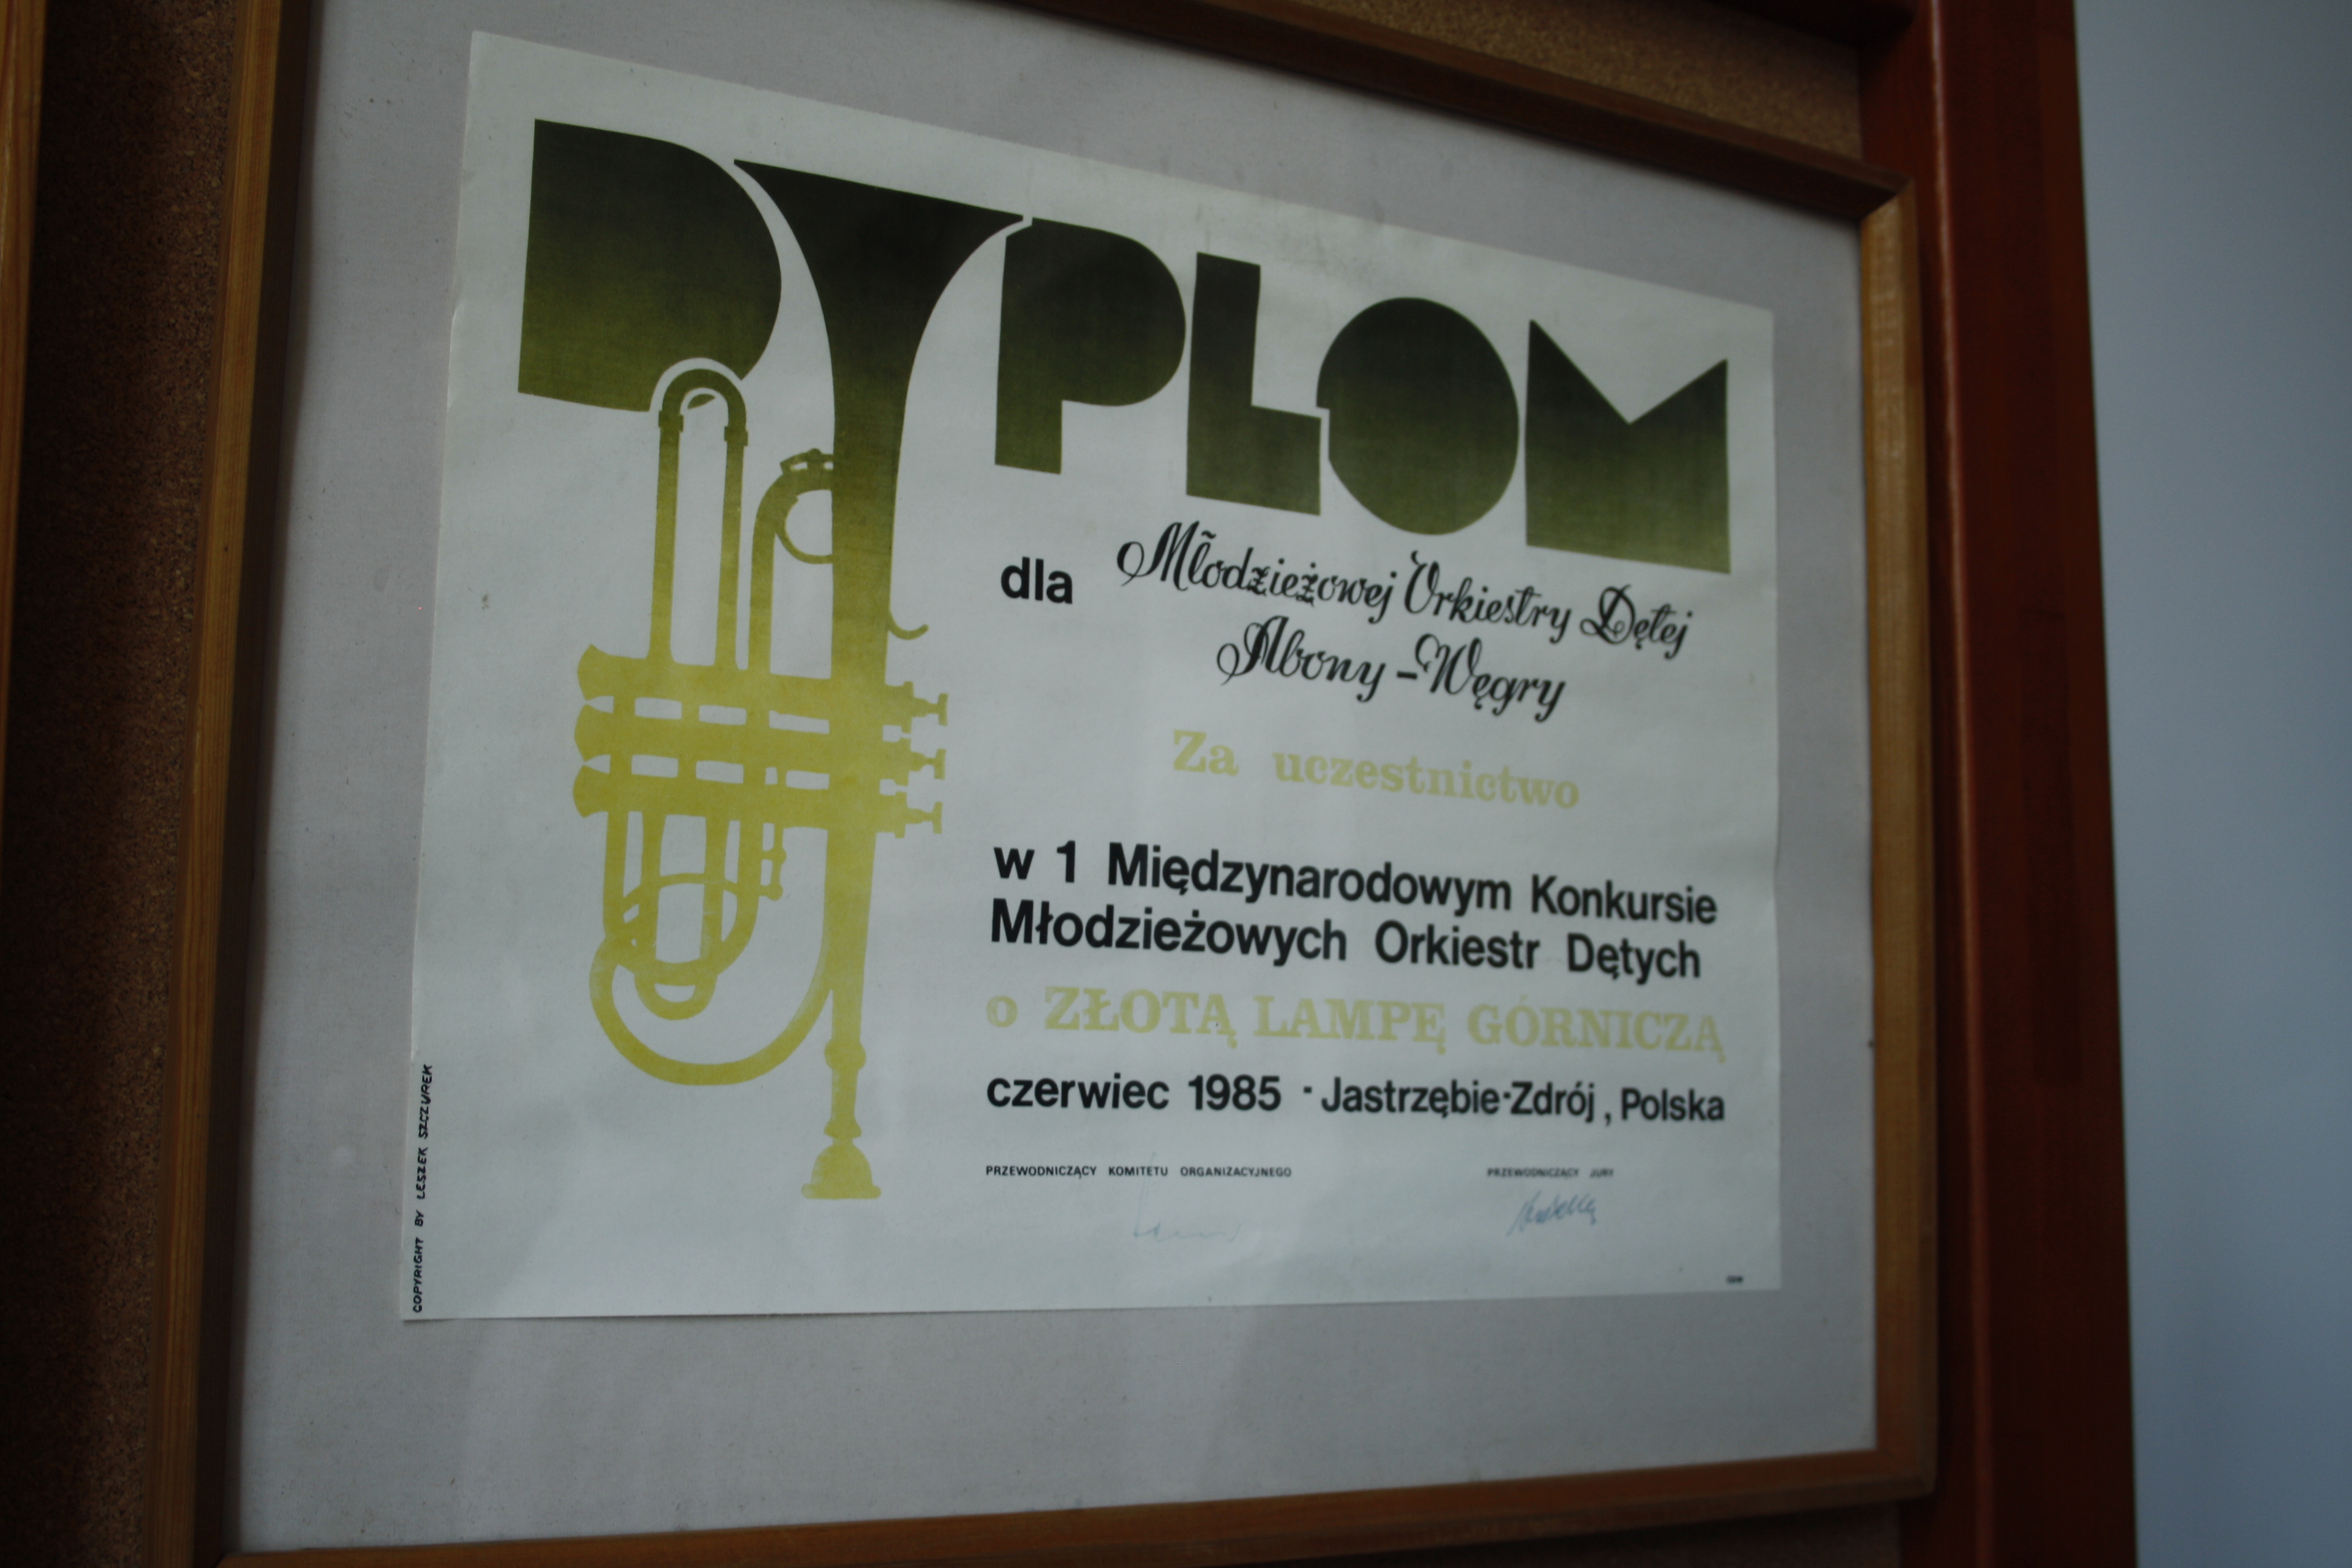 DYPLOM
dla Młodzieżowej Orkiestry Dętej
Abony - Węgry
Za uczestnictwo
w 1 Międzynarodowym Konkursie
Młodzieżowych Orkiestr Dętych
o ZŁOTĄ LAMPĘ GÓRNICZĄ
czerwiec 1985 - Jastrzębie-Zdrój, Polska
PRZEWODNICZĄCY KOMITETU ORGANIZACYJNEGO
PRZEWODNICZĄCY JURY
COPYRIGHT BY LESZEK SZCZUREK